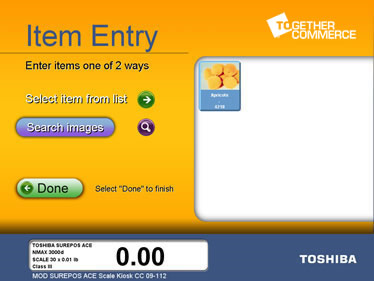 Item Entry
TOGETHER
COMMERCE
Enter items one of 2 ways
Select item from list
Search images
Apricots
Done
Select "Done" to finish
TOSHIBA SUREPOS ACE
NMAX 3000d
SCALE 30 x 0.01 lb
Class III
0.00
TOSHIBA
MOD SUREPOS ACE Scale Kiosk CC 09-112